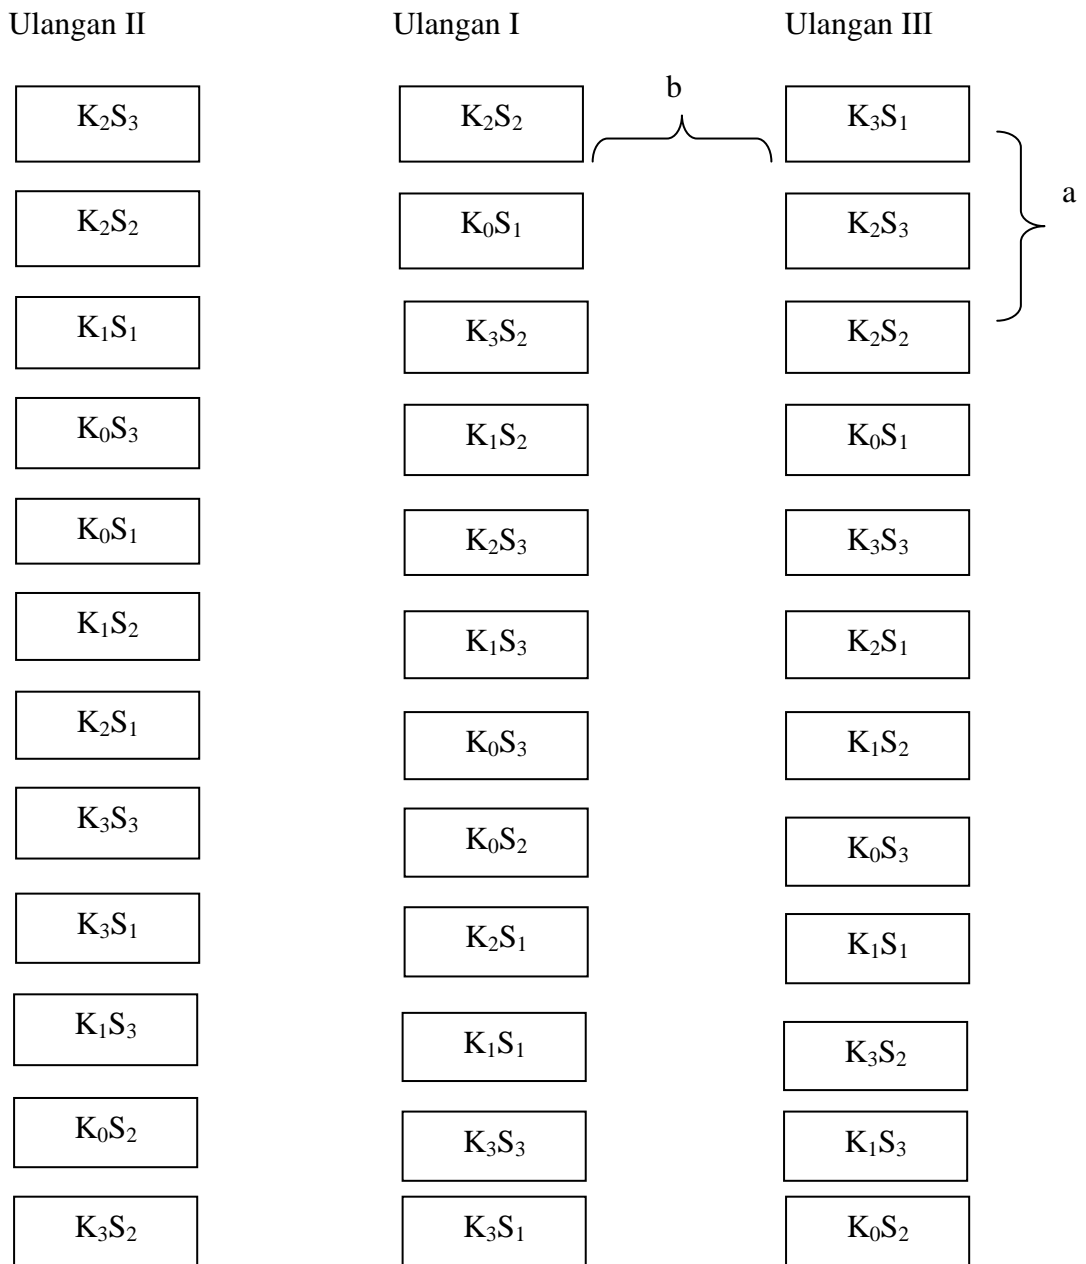 Ulangan II Ulangan I Ulangan III
b
K₂S₃ K₂S₂ K₃S₁
a
K₂S₂ K₀S₁ K₂S₃
K₁S₁ K₃S₂ K₂S₂
K₀S₃ K₁S₂ K₀S₁
K₀S₁ K₂S₃ K₃S₃
K₁S₂ K₁S₃ K₂S₁
K₂S₁ K₀S₃ K₁S₂
K₃S₃ K₀S₂ K₀S₃
K₃S₁ K₂S₁ K₁S₁
K₁S₃ K₁S₁ K₃S₂
K₀S₂ K₃S₃ K₁S₃
K₃S₂ K₃S₁ K₀S₂